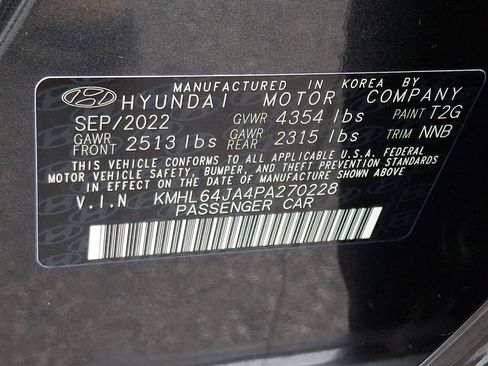 MANUFACTURED IN KOREA BY
HYUNDAI MOTOR COMPANY
SEP/2022 GVWR 4354 lbs PAINT T2G
GAWR FRONT 2513 lbs GAWR REAR 2315 lbs TRIM NNB
THIS VEHICLE CONFORMS TO ALL APPLICABLE U.S.A. FEDERAL
MOTOR VEHICLE SAFETY, BUMPER, AND THEFT PREVENTION STANDARDS
IN EFFECT ON THE DATE OF MANUFACTURE SHOWN ABOVE.
V.I.N KMHL64JA4PA270228
PASSENGER CAR